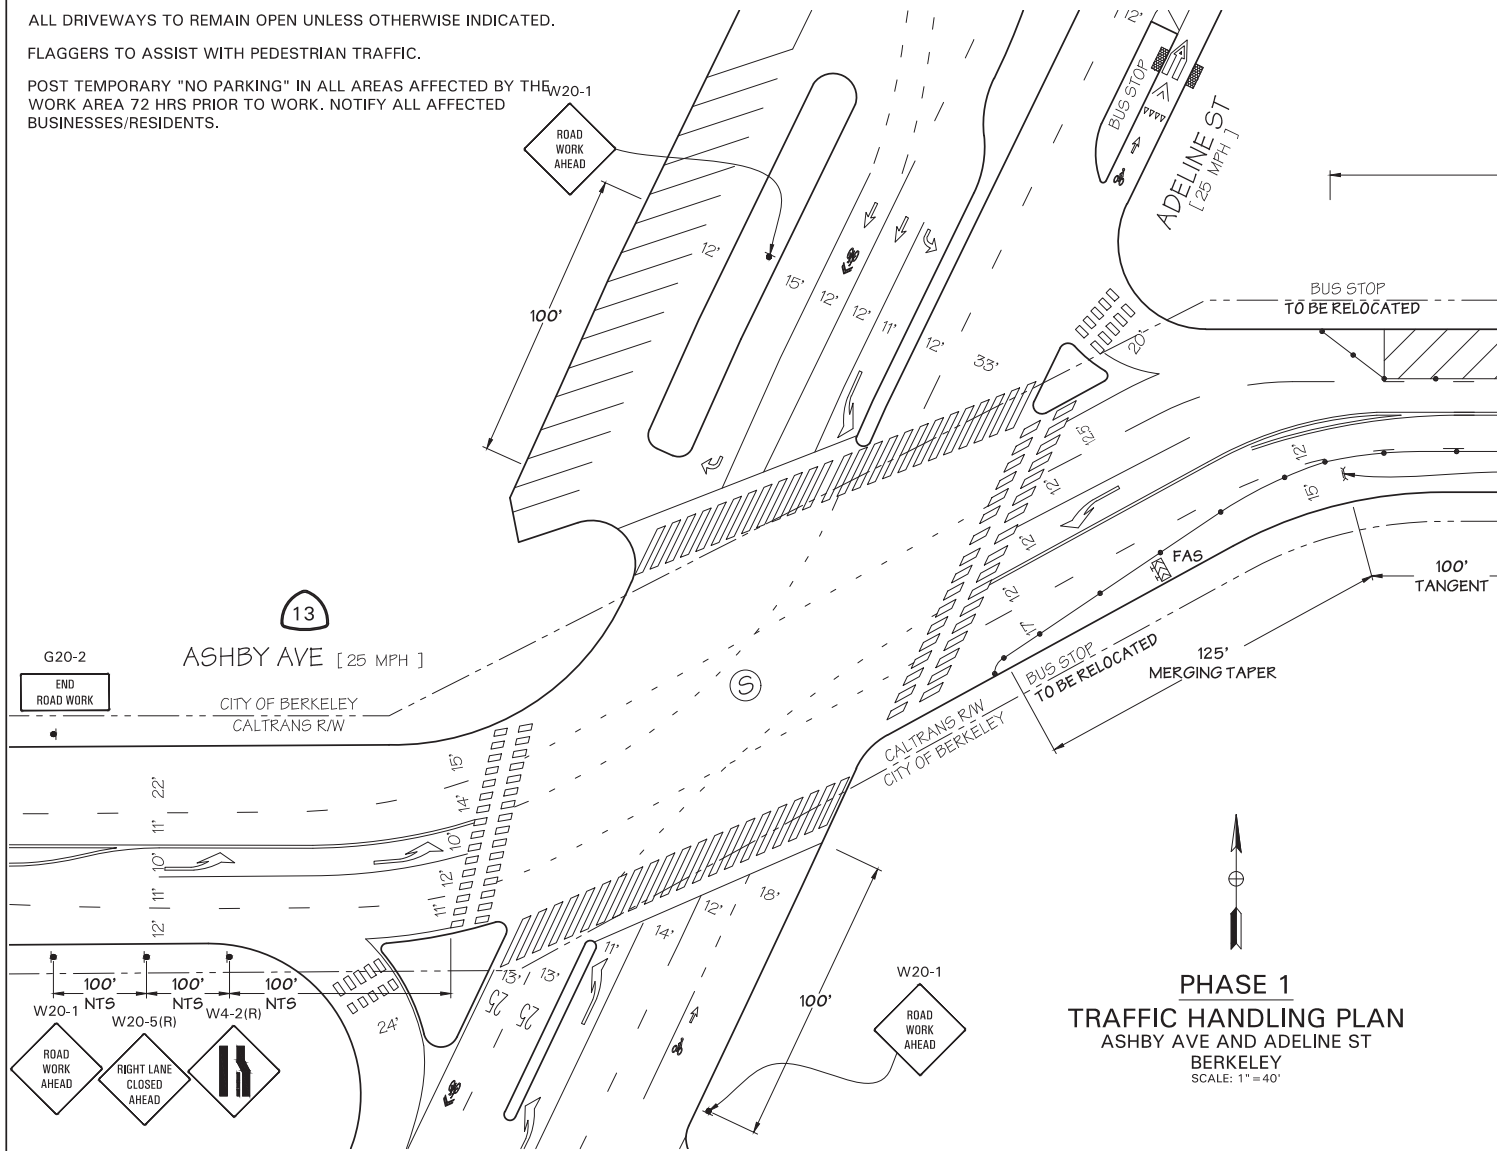 ALL DRIVEWAYS TO REMAIN OPEN UNLESS OTHERWISE INDICATED.
FLAGGERS TO ASSIST WITH PEDESTRIAN TRAFFIC.
POST TEMPORARY "NO PARKING" IN ALL AREAS AFFECTED BY THE
WORK AREA 72 HRS PRIOR TO WORK. NOTIFY ALL AFFECTED
BUSINESSES/RESIDENTS.
W20-1
ROAD
WORK
AHEAD
100'
12'
15'
12'
12'
11'
12'
33'
12'
BUS STOP
ADELINE ST
[ 25 MPH ]
BUS STOP
TO BE RELOCATED
20'
125'
12'
12'
12'
17'
12'
15'
FAS
100'
TANGENT
125'
MERGING TAPER
BUS STOP
TO BE RELOCATED
CALTRANS R/W
CITY OF BERKELEY
13
ASHBY AVE [ 25 MPH ]
G20-2
END
ROAD WORK
CITY OF BERKELEY
CALTRANS R/W
S
22'
11'
10'
11'
12'
15'
14'
10'
12'
11'
100'
NTS
100'
NTS
100'
NTS
W20-1
ROAD
WORK
AHEAD
W20-5(R)
RIGHT LANE
CLOSED
AHEAD
W4-2(R)
24'
13'
13'
25
25
11'
14'
12'
18'
100'
W20-1
ROAD
WORK
AHEAD
PHASE 1
TRAFFIC HANDLING PLAN
ASHBY AVE AND ADELINE ST
BERKELEY
SCALE: 1"=40'